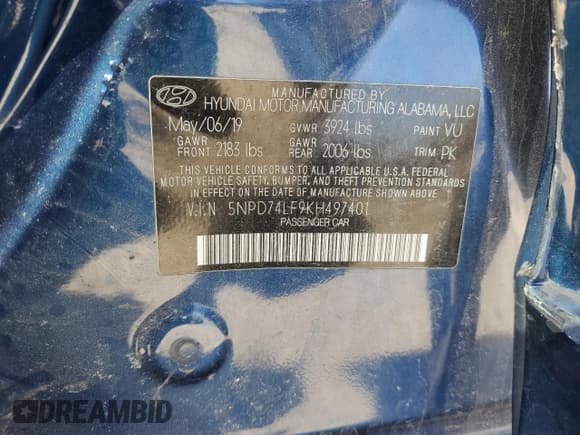 MANUFACTURED BY
HYUNDAI MOTOR MANUFACTURING ALABAMA, LLC
May/06/19 GVWR 3924 lbs PAINT VU
GAWR FRONT 2183 lbs GAWR REAR 2006 lbs TRIM PK
THIS VEHICLE CONFORMS TO ALL APPLICABLE U.S.A. FEDERAL
MOTOR VEHICLE SAFETY, BUMPER, AND THEFT PREVENTION STANDARDS
IN EFFECT ON THE DATE OF MANUFACTURE SHOWN ABOVE.
V.I.N 5NPD74LF9KH497401
PASSENGER CAR
DREAMBID